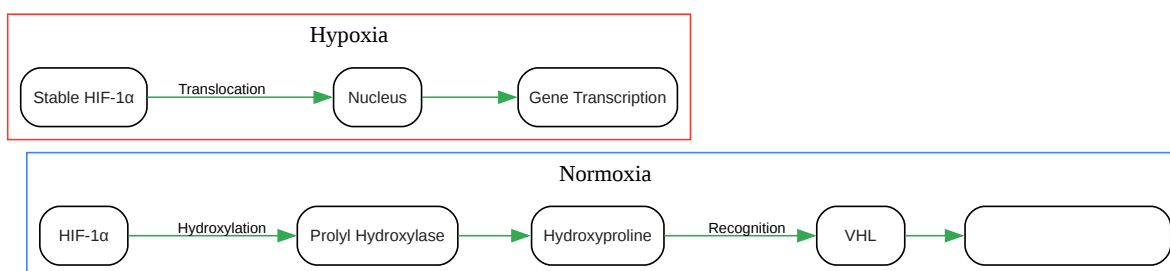 Hypoxia
Stable HIF-1α
Translocation
Nucleus
Gene Transcription
Normoxia
HIF-1α
Hydroxylation
Prolyl Hydroxylase
Hydroxyproline
Recognition
VHL